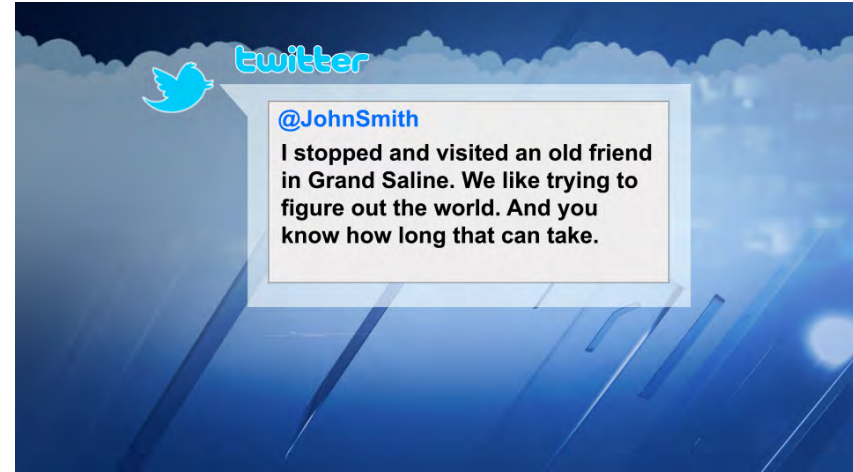 twitter
@JohnSmith
I stopped and visited an old friend
in Grand Saline. We like trying to
figure out the world. And you
know how long that can take.